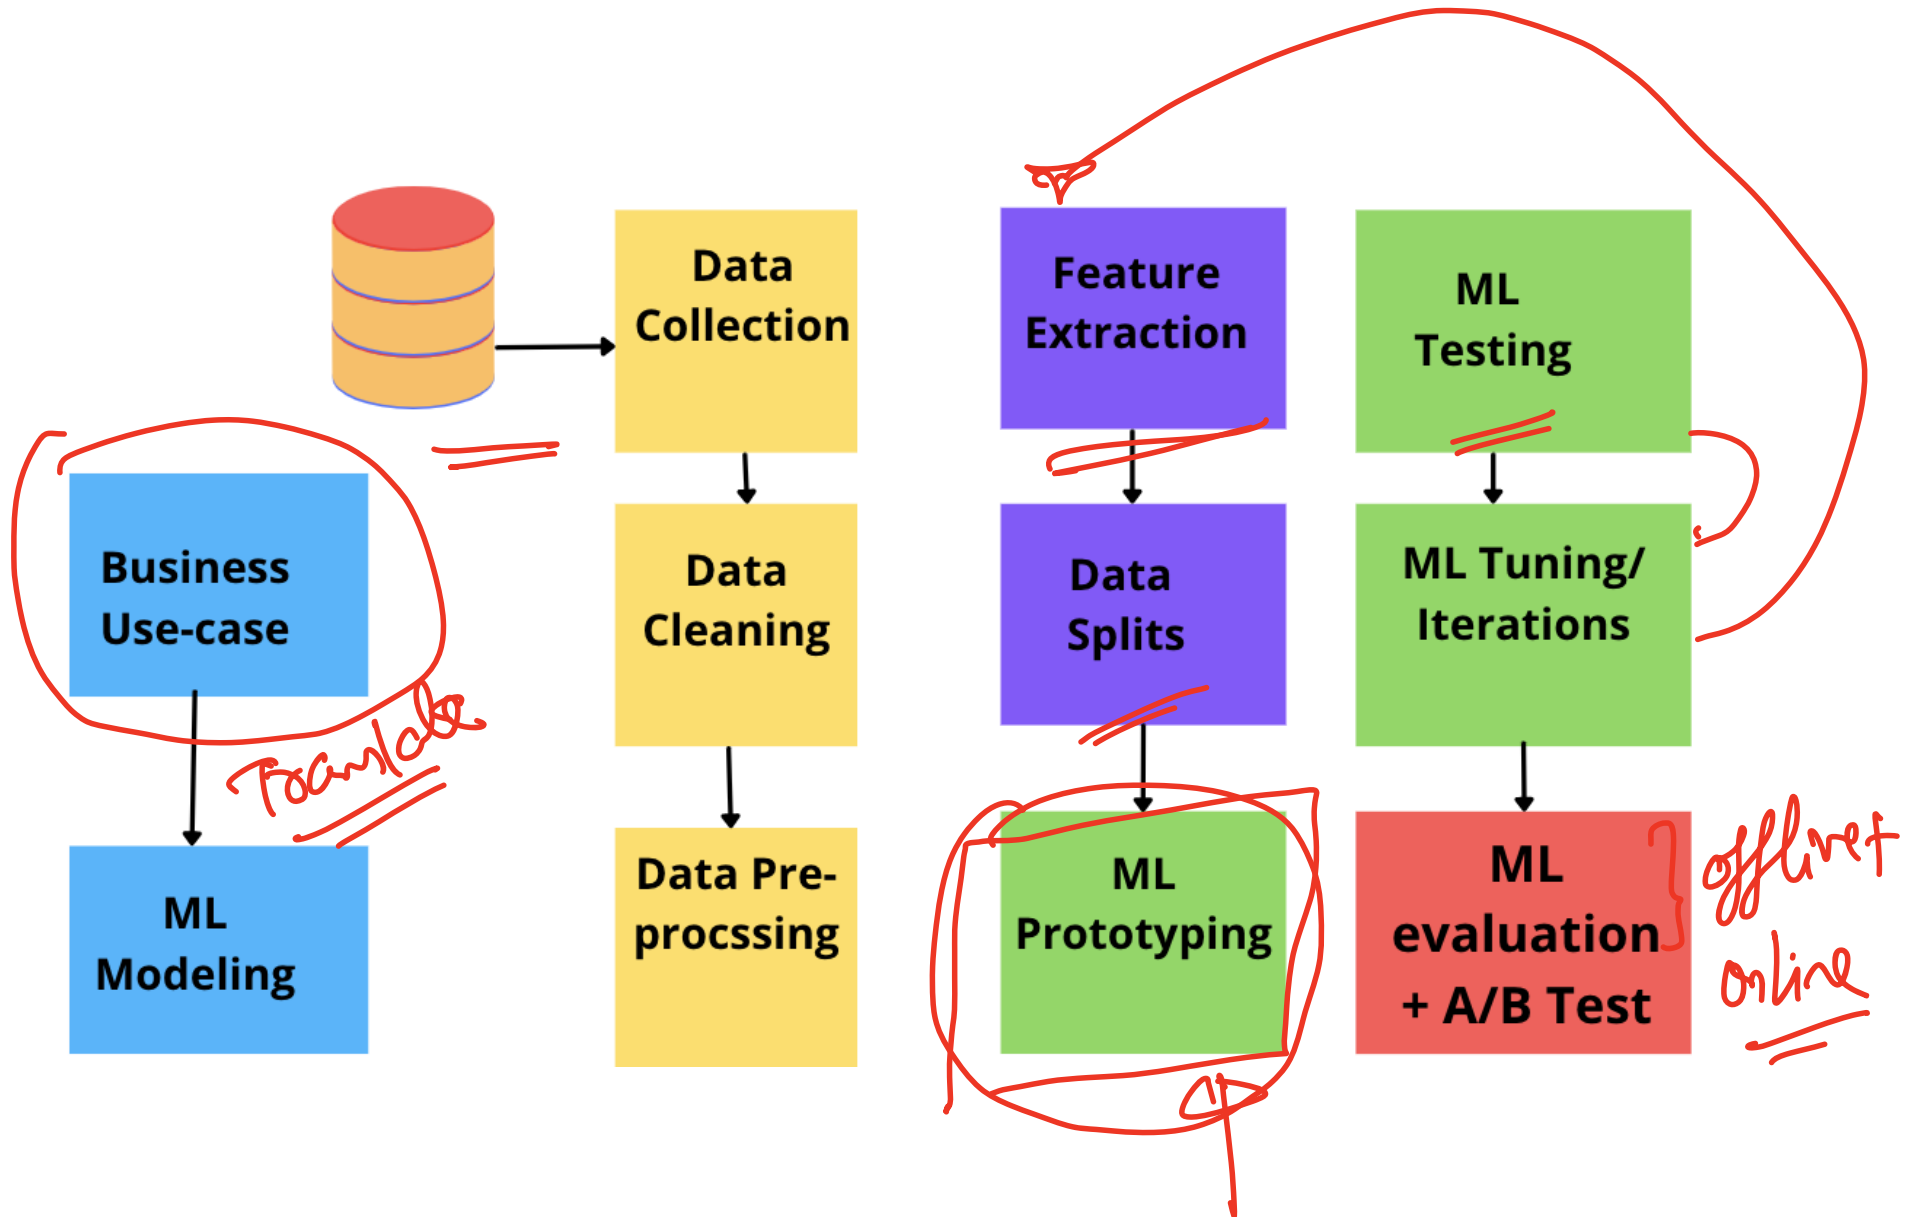 Business
Use-case
Translate
ML
Modeling
Data
Collection
Data
Cleaning
Data Pre-
procssing
Feature
Extraction
Data
Splits
ML
Prototyping
ML
Testing
ML Tuning/
Iterations
ML
evaluation
+ A/B Test
offline+
online